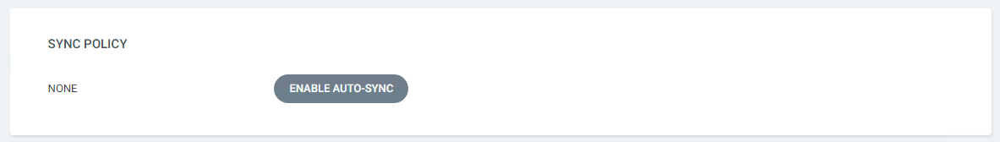 SYNC POLICY
NONE
ENABLE AUTO-SYNC